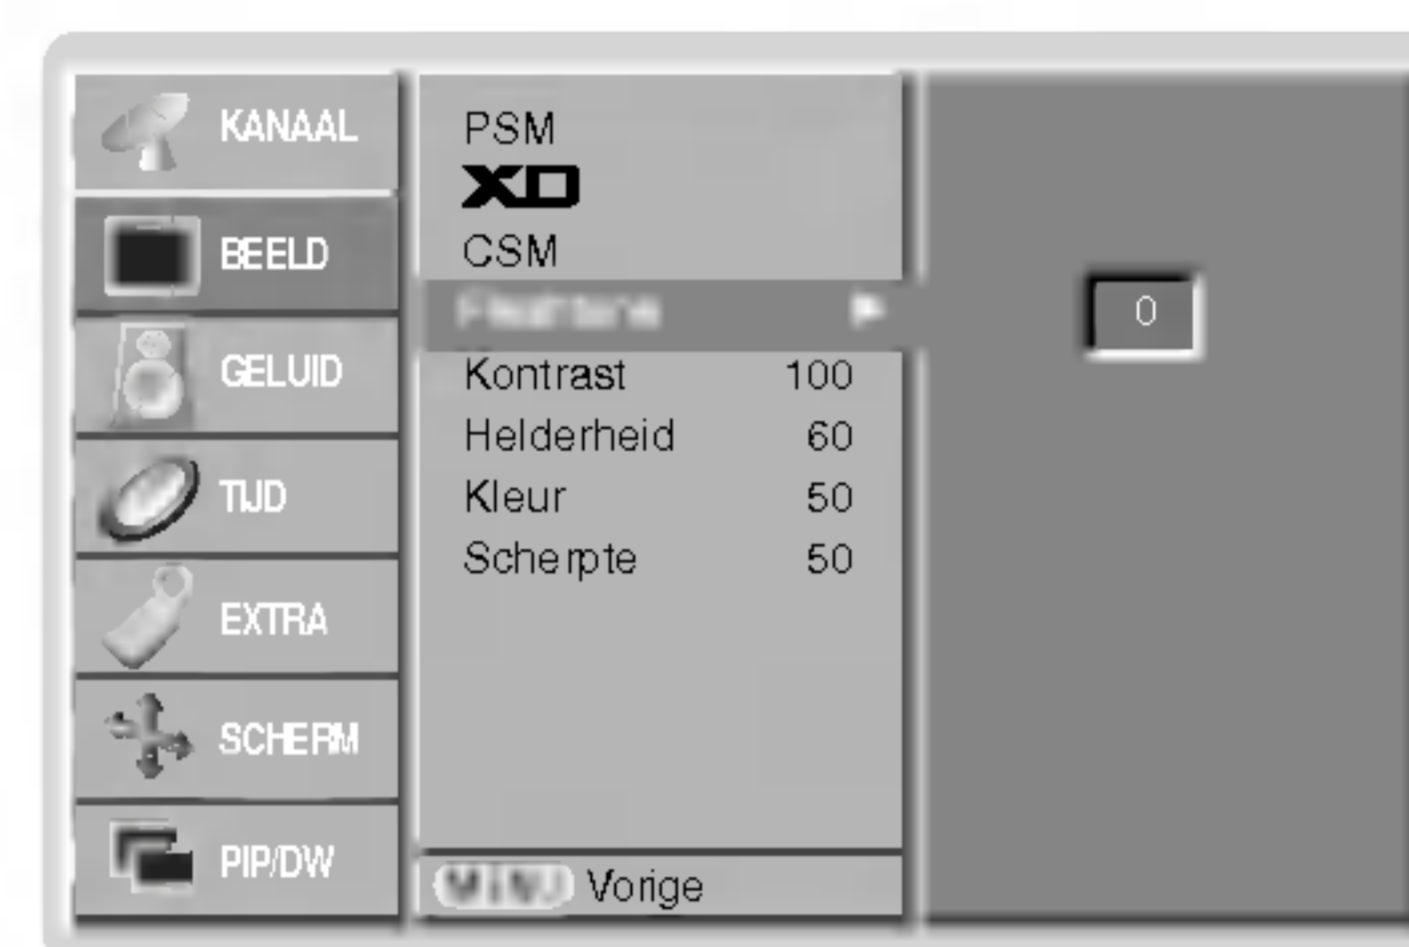 KANAAL
BEELD
GELUID
TIJD
EXTRA
SCHERM
PIP/DW
PSM
XD
CSM
Kontrast 100
Helderheid 60
Kleur 50
Scherpte 50
Vorige
0